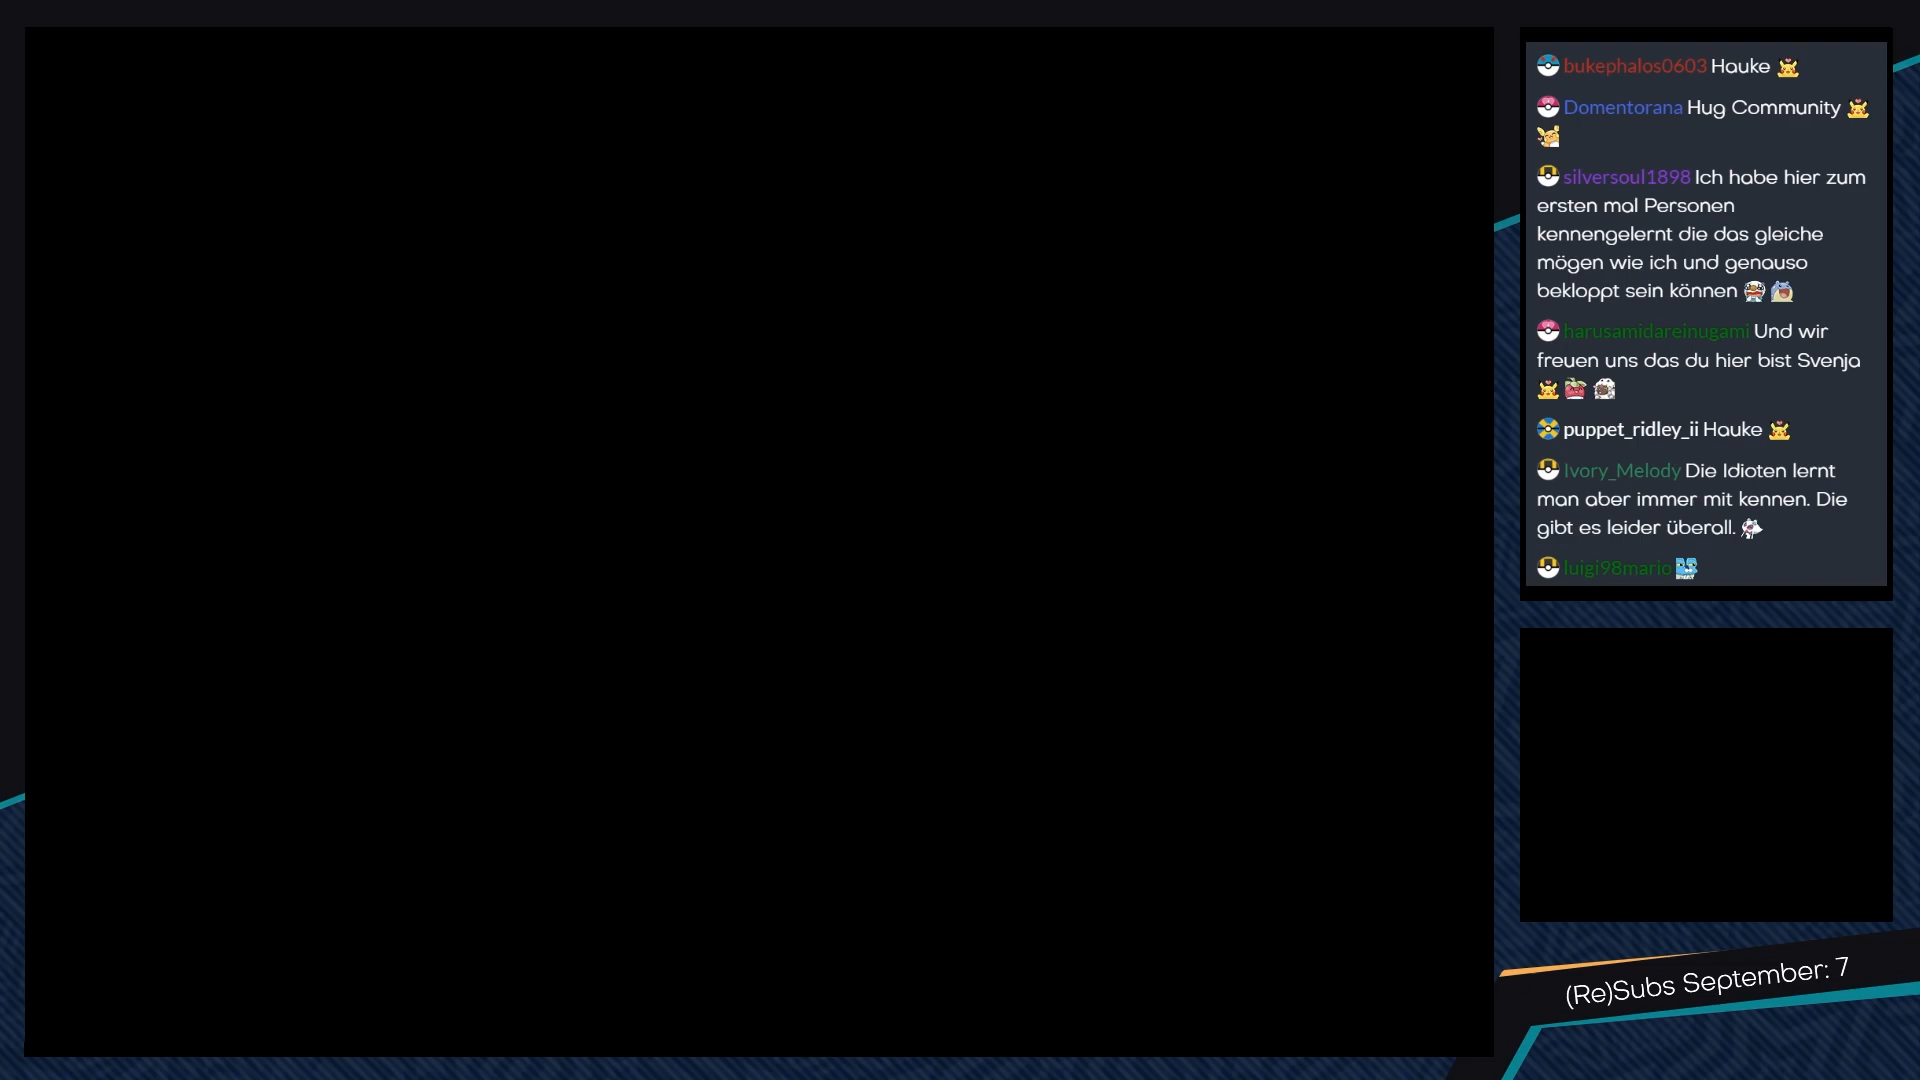 bukephalos0603 Hauke
Domentorana Hug Community
silversoul1898 Ich habe hier zum
ersten mal Personen
kennengelernt die das gleiche
mögen wie ich und genauso
bekloppt sein können
harusamidareinugami Und wir
freuen uns das du hier bist Svenja
puppet_ridley_ii Hauke
Ivory_Melody Die Idioten lernt
man aber immer mit kennen. Die
gibt es leider überall.
luigi98mario
(Re)Subs September: 7